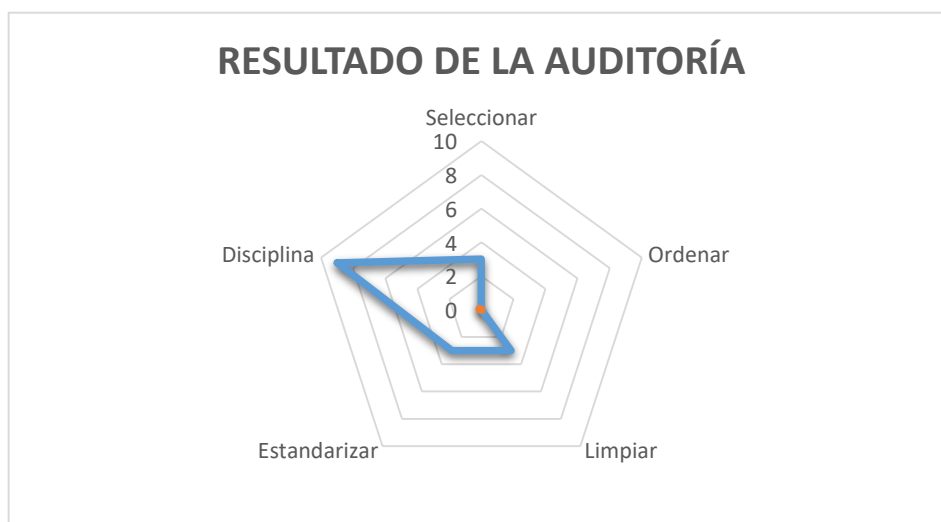 RESULTADO DE LA AUDITORÍA
Seleccionar
10
8
6
4
2
0
Disciplina
Ordenar
Estandarizar
Limpiar